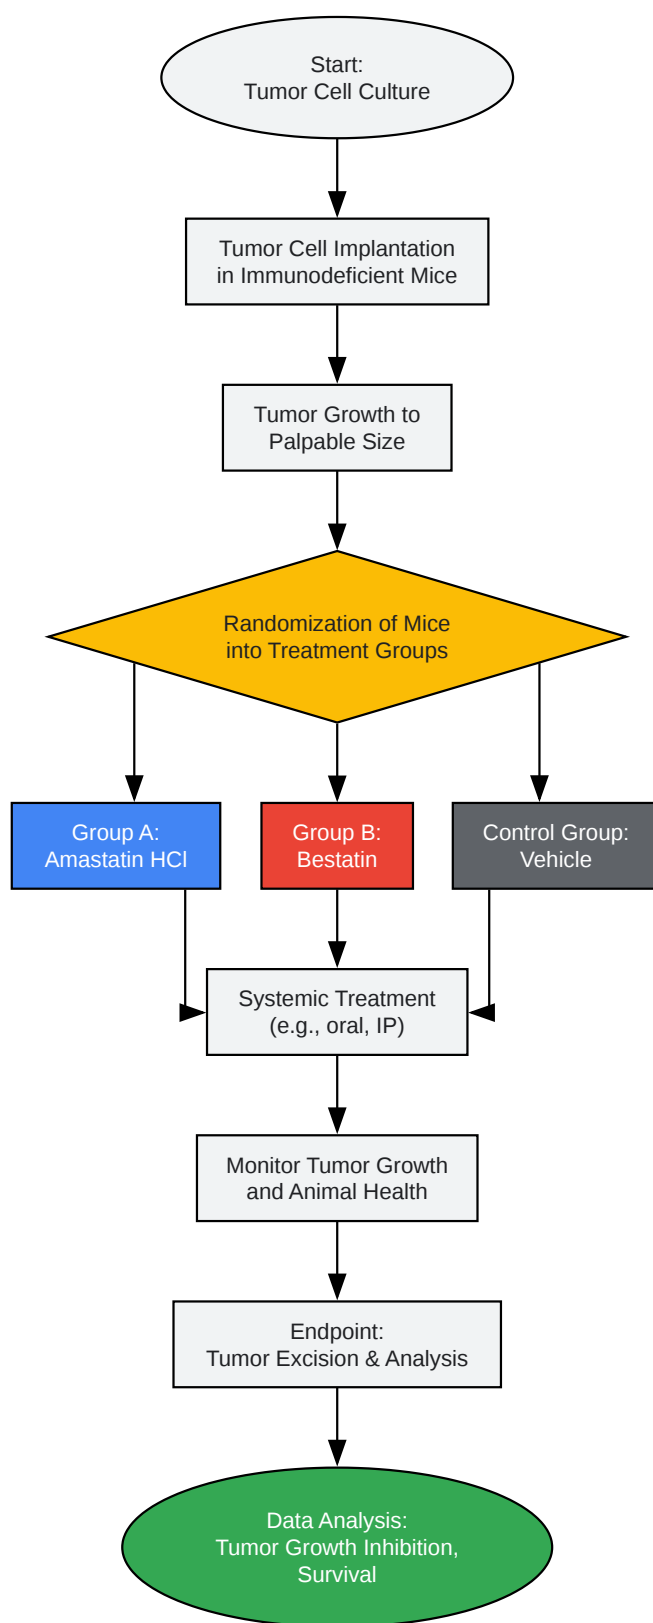 Start:
Tumor Cell Culture
Tumor Cell Implantation
in Immunodeficient Mice
Tumor Growth to
Palpable Size
Randomization of Mice
into Treatment Groups
Group A:
Amastatin HCl
Group B:
Bestatin
Control Group:
Vehicle
Systemic Treatment
(e.g., oral, IP)
Monitor Tumor Growth
and Animal Health
Endpoint:
Tumor Excision & Analysis
Data Analysis:
Tumor Growth Inhibition,
Survival